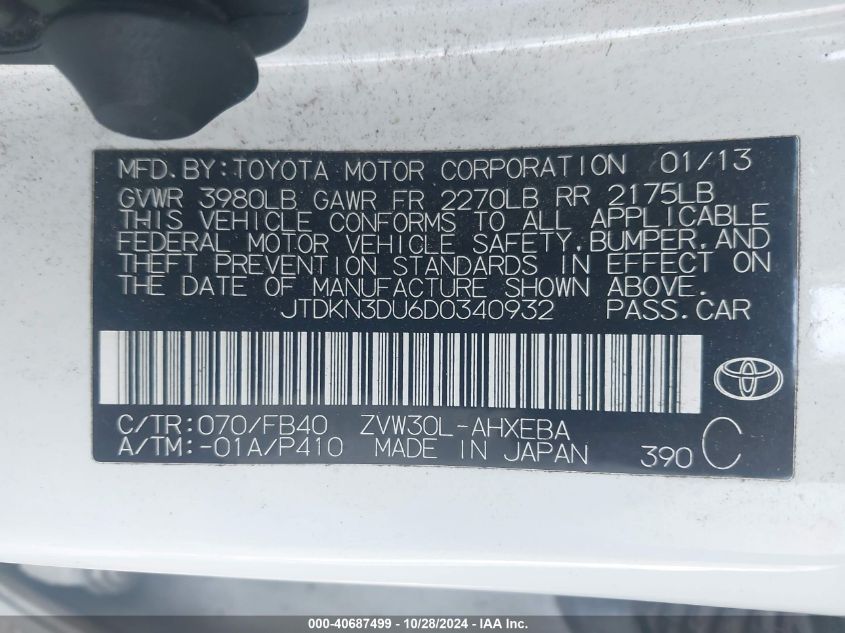 MFD.BY:TOYOTA MOTOR CORPORATION 01/13
GVWR 3980LB GAWR FR 2270LB RR 2175LB
THIS VEHICLE CONFORMS TO ALL APPLICABLE
FEDERAL MOTOR VEHICLE SAFETY,BUMPER,AND
THEFT PREVENTION STANDARDS IN EFFECT ON
THE DATE OF MANUFACTURE SHOWN ABOVE.
JTDKN3DU6D0340932 PASS.CAR
C/TR:070/FB40 ZVW30L-AHXEBA
A/TM:-01A/P410 MADE IN JAPAN 390 C
000-40687499 - 10/28/2024 - IAA Inc.